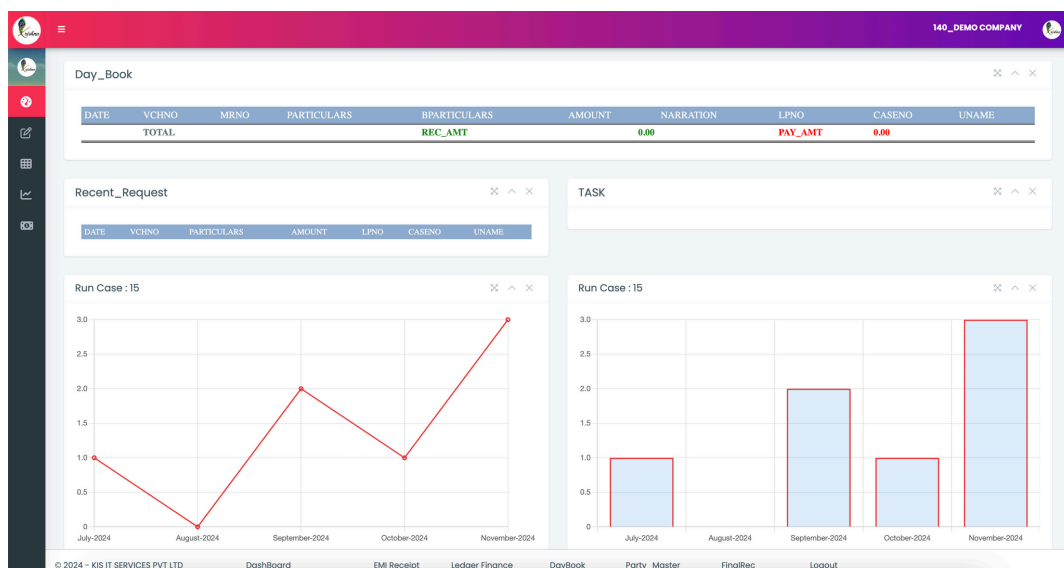 140_DEMO COMPANY
Day_Book
DATE VCHNO MRNO PARTICULARS BPARTICULARS AMOUNT NARRATION LPNO CASENO UNAME
TOTAL REC_AMT 0.00 PAY_AMT 0.00
Recent_Request
DATE VCHNO PARTICULARS AMOUNT LPNO CASENO UNAME
TASK
Run Case : 15
3.0
2.5
2.0
1.5
1.0
0.5
0
July-2024 August-2024 September-2024 October-2024 November-2024
Run Case : 15
3.0
2.5
2.0
1.5
1.0
0.5
0
July-2024 August-2024 September-2024 October-2024 November-2024
© 2024 - KIS IT SERVICES PVT LTD DashBoard EMI Receipt Ledger Finance DayBook Party_Master FinalRec Logout